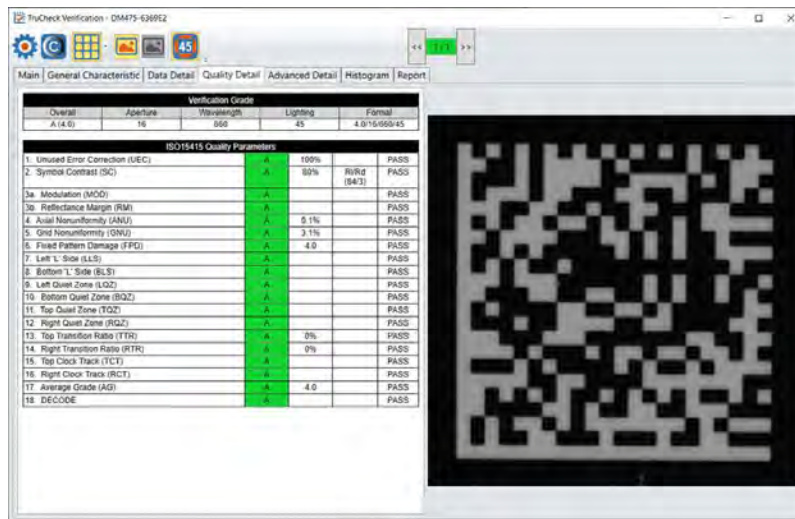 TruCheck Verification - DM475-6369E2
45
<< 1/1 >>
Main General Characteristic Data Detail Quality Detail Advanced Detail Histogram Report
Verification Grade
Overall Aperture Wavelength Lighting Formal
A (4.0) 16 660 45 4.0/16/660/45
ISO15415 Quality Parameters
1. Unused Error Correction (UEC) A 100% PASS
2. Symbol Contrast (SC) A 80% Rl/Rd (84/3) PASS
3a. Modulation (MOD) A PASS
3b. Reflectance Margin (RM) A PASS
4. Axial Nonuniformity (ANU) A 0.1% PASS
5. Grid Nonuniformity (GNU) A 3.1% PASS
6. Fixed Pattern Damage (FPD) A 4.0 PASS
7. Left 'L' Side (LLS) A PASS
8. Bottom 'L' Side (BLS) A PASS
9. Left Quiet Zone (LQZ) A PASS
10. Bottom Quiet Zone (BQZ) A PASS
11. Top Quiet Zone (TQZ) A PASS
12. Right Quiet Zone (RQZ) A PASS
13. Top Transition Ratio (TTR) A 0% PASS
14. Right Transition Ratio (RTR) A 0% PASS
15. Top Clock Track (TCT) A PASS
16. Right Clock Track (RCT) A PASS
17. Average Grade (AG) A 4.0 PASS
18. DECODE A PASS